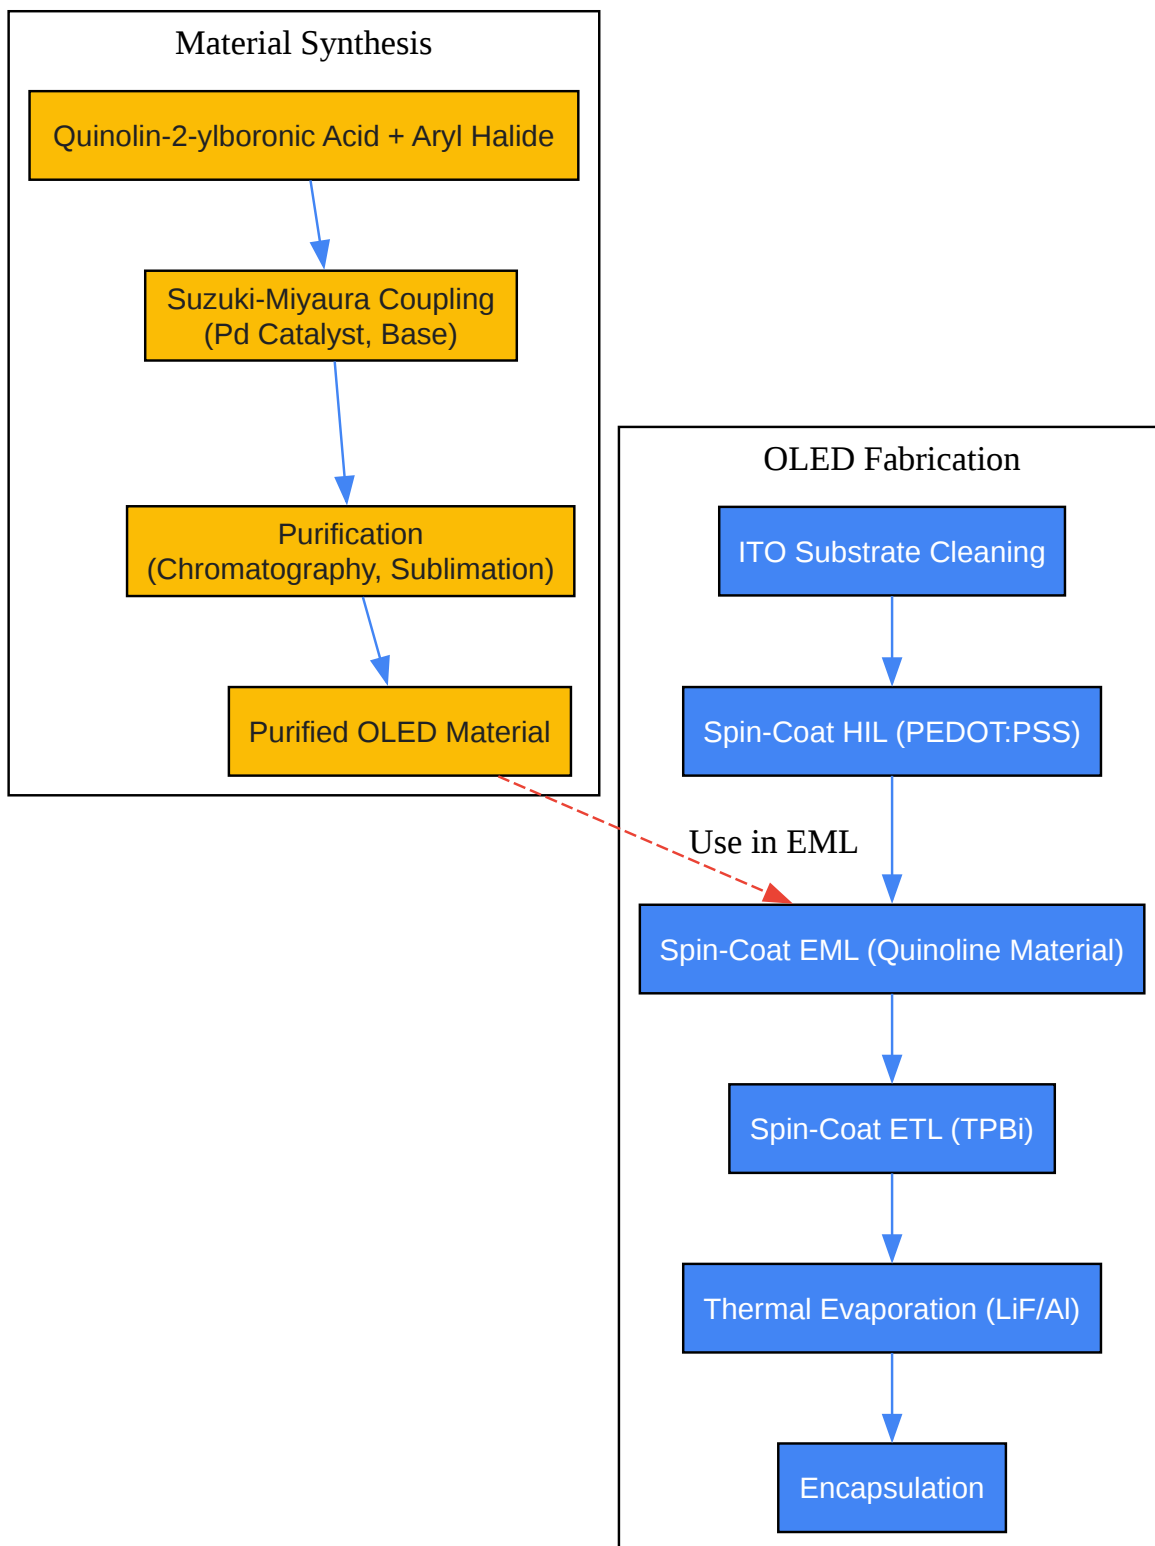 Material Synthesis
Quinolin-2-ylboronic Acid + Aryl Halide
Suzuki-Miyaura Coupling
(Pd Catalyst, Base)
Purification
(Chromatography, Sublimation)
Purified OLED Material
OLED Fabrication
ITO Substrate Cleaning
Spin-Coat HIL (PEDOT:PSS)
Use in EML
Spin-Coat EML (Quinoline Material)
Spin-Coat ETL (TPBi)
Thermal Evaporation (LiF/Al)
Encapsulation